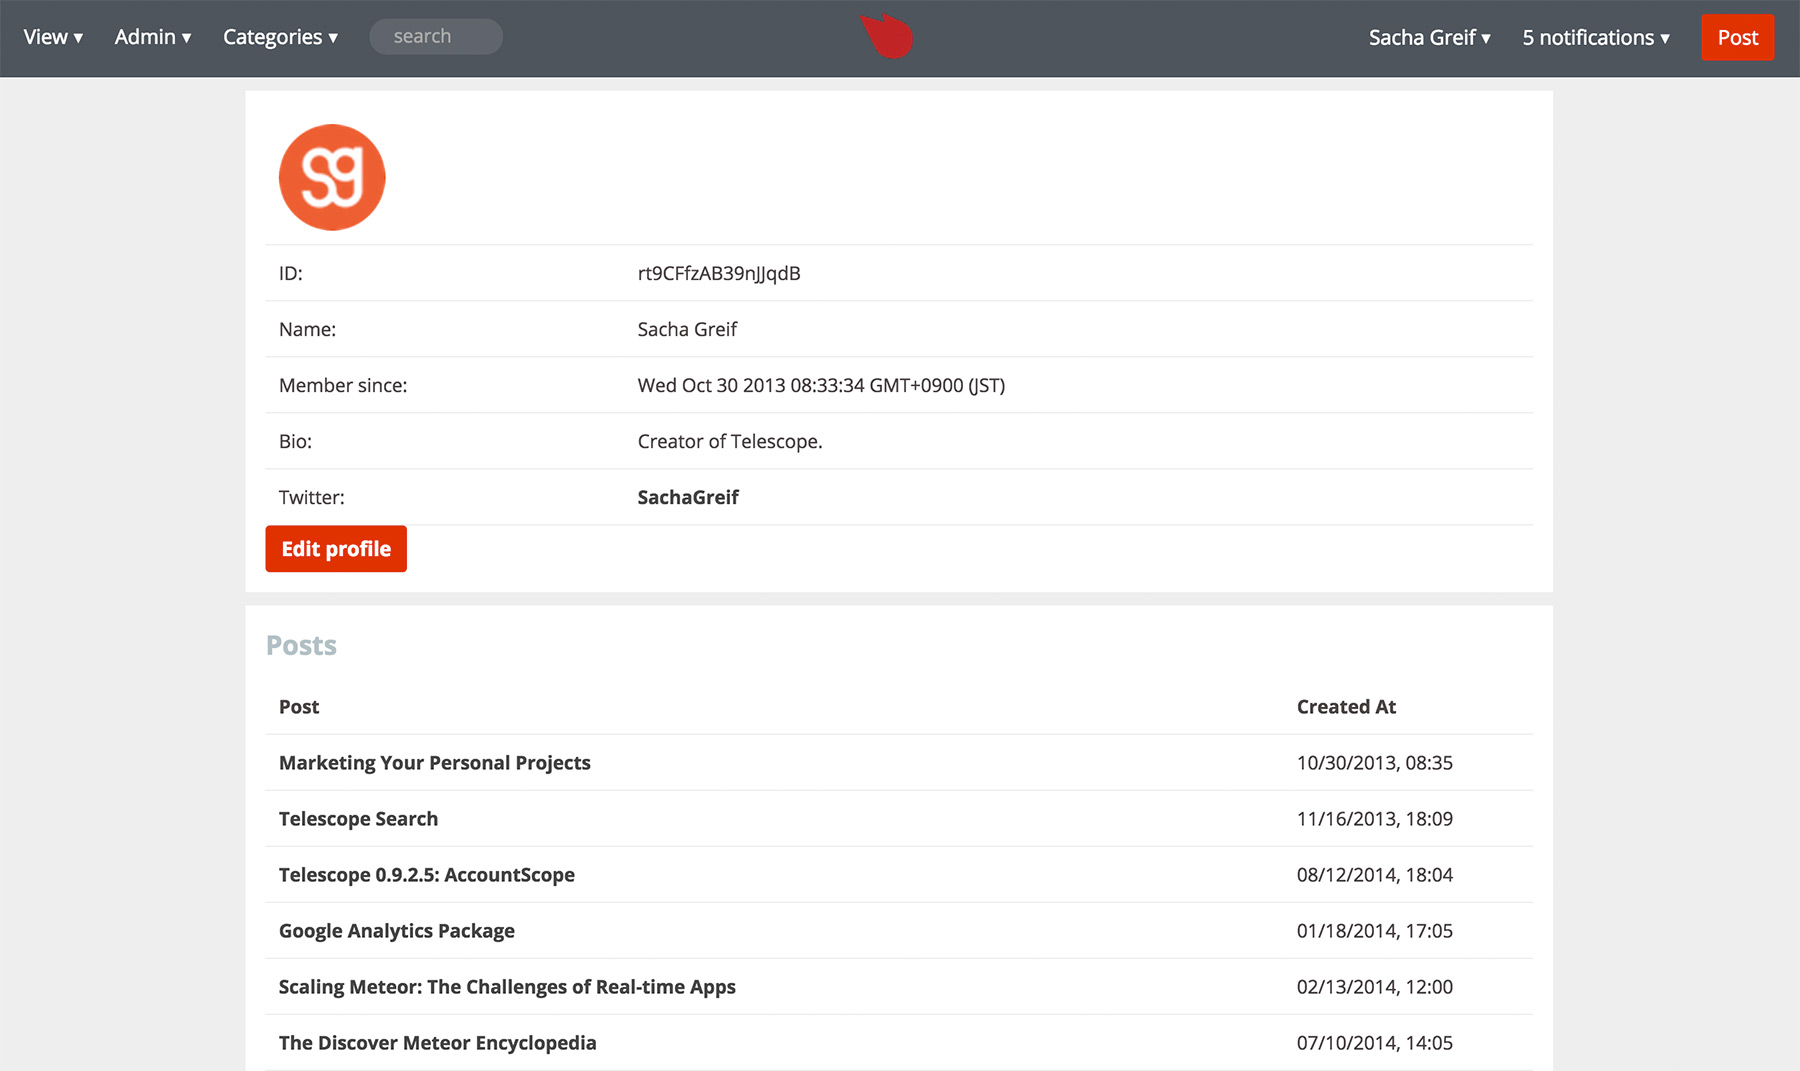 View ▾ Admin ▾ Categories ▾ search Sacha Greif ▾ 5 notifications ▾ Post
sg
ID: rt9CFfzAB39nJJqdB
Name: Sacha Greif
Member since: Wed Oct 30 2013 08:33:34 GMT+0900 (JST)
Bio: Creator of Telescope.
Twitter: SachaGreif
Edit profile
Posts
Post Created At
Marketing Your Personal Projects 10/30/2013, 08:35
Telescope Search 11/16/2013, 18:09
Telescope 0.9.2.5: AccountScope 08/12/2014, 18:04
Google Analytics Package 01/18/2014, 17:05
Scaling Meteor: The Challenges of Real-time Apps 02/13/2014, 12:00
The Discover Meteor Encyclopedia 07/10/2014, 14:05